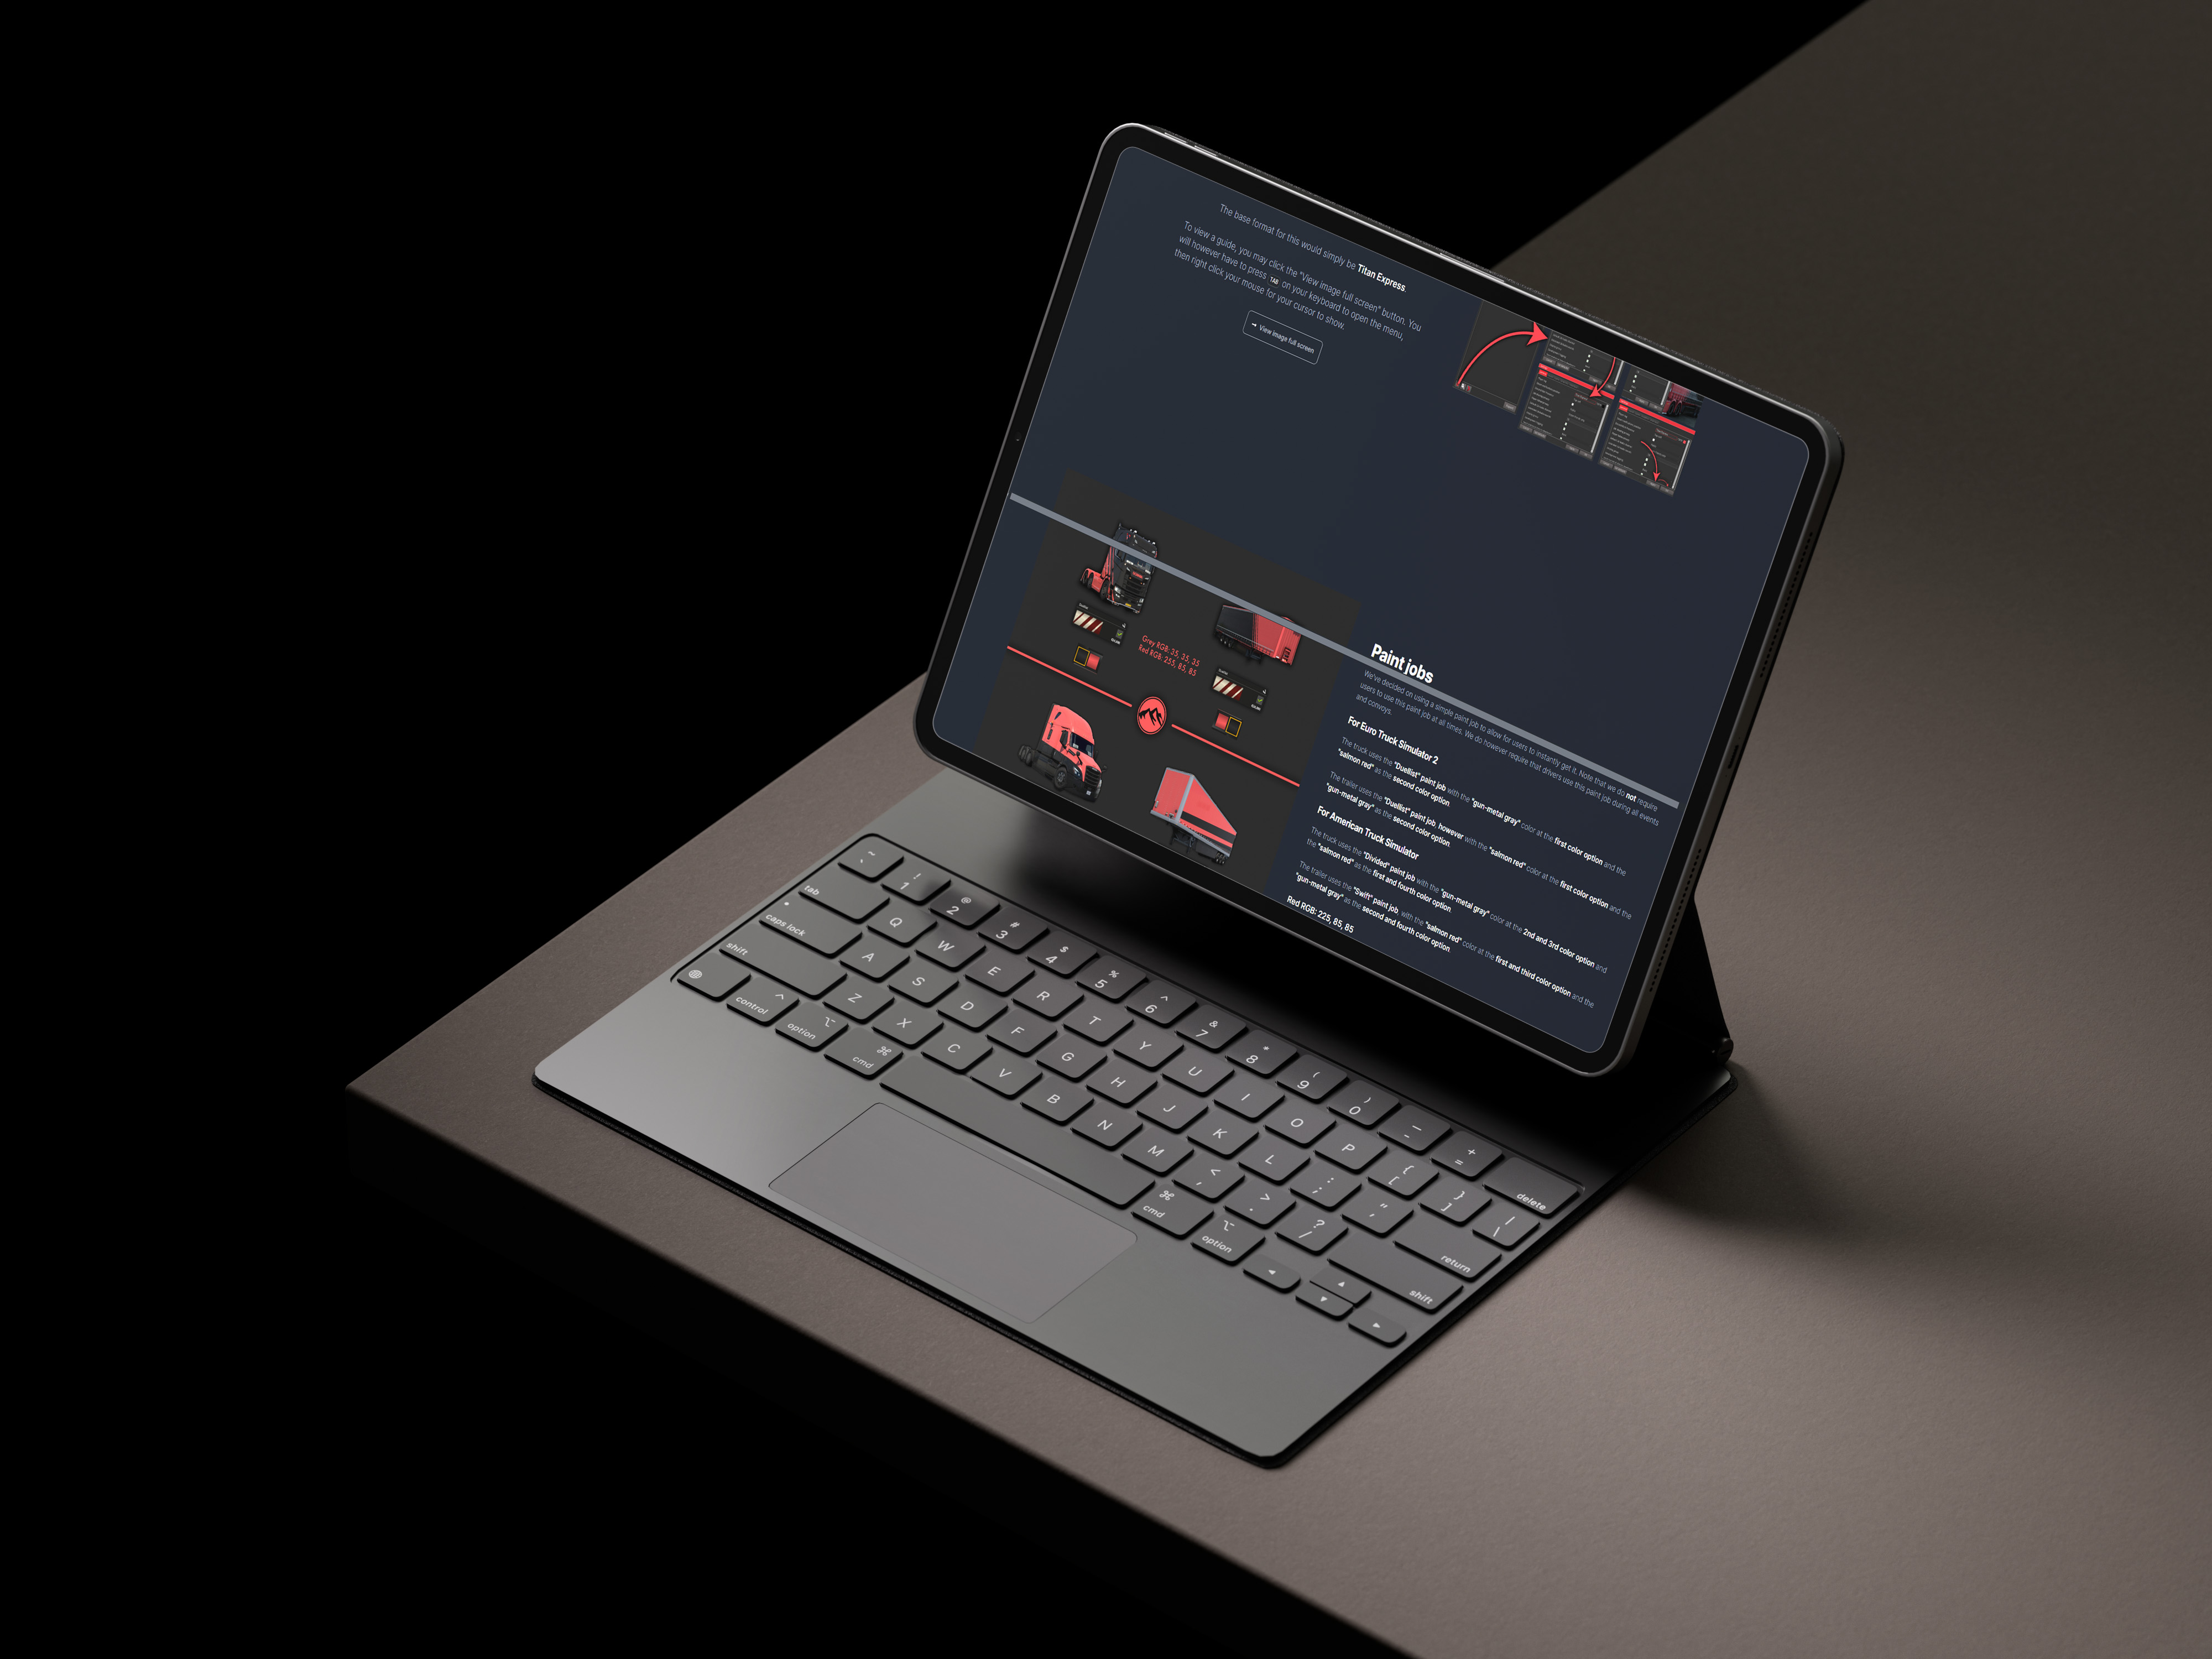 The base format for this would simply be Titan Express.
To view a guide, you may click the "View image full screen" button. You
will however have to press TAB on your keyboard to open the menu,
then right click your mouse for your cursor to show.
View image full screen
Grey RGB: 35, 35, 35
Red RGB: 255, 85, 85
Paint jobs
We've decided on using a simple paint job to allow for users to instantly get it. Note that we do not require
users to use this paint job at all times. We do however require that drivers use this paint job during all events
and convoys.
For Euro Truck Simulator 2
The truck uses the "Duellist" paint job with the "gun-metal gray" color at the first color option and the
"salmon red" as the second color option.
The trailer uses the "Duellist" paint job, however with the "salmon red" color at the first color option and the
"gun-metal gray" as the second color option.
For American Truck Simulator
The truck uses the "Divided" paint job with the "gun-metal gray" color at the 2nd and 3rd color option and
the "salmon red" as the first and fourth color option.
The trailer uses the "Swift" paint job, with the "salmon red" color at the first and third color option and the
"gun-metal gray" as the second and fourth color option.
Red RGB: 225, 85, 85
~ `
! 1
@ 2
# 3
$ 4
% 5
^ 6
& 7
* 8
( 9
) 0
_ -
+ =
delete
tab
Q
W
E
R
T
Y
U
I
O
P
{ [
} ]
| \
caps lock
A
S
D
F
G
H
J
K
L
: ;
" '
return
shift
Z
X
C
V
B
N
M
< ,
> .
? /
shift
control
option
cmd
cmd
option